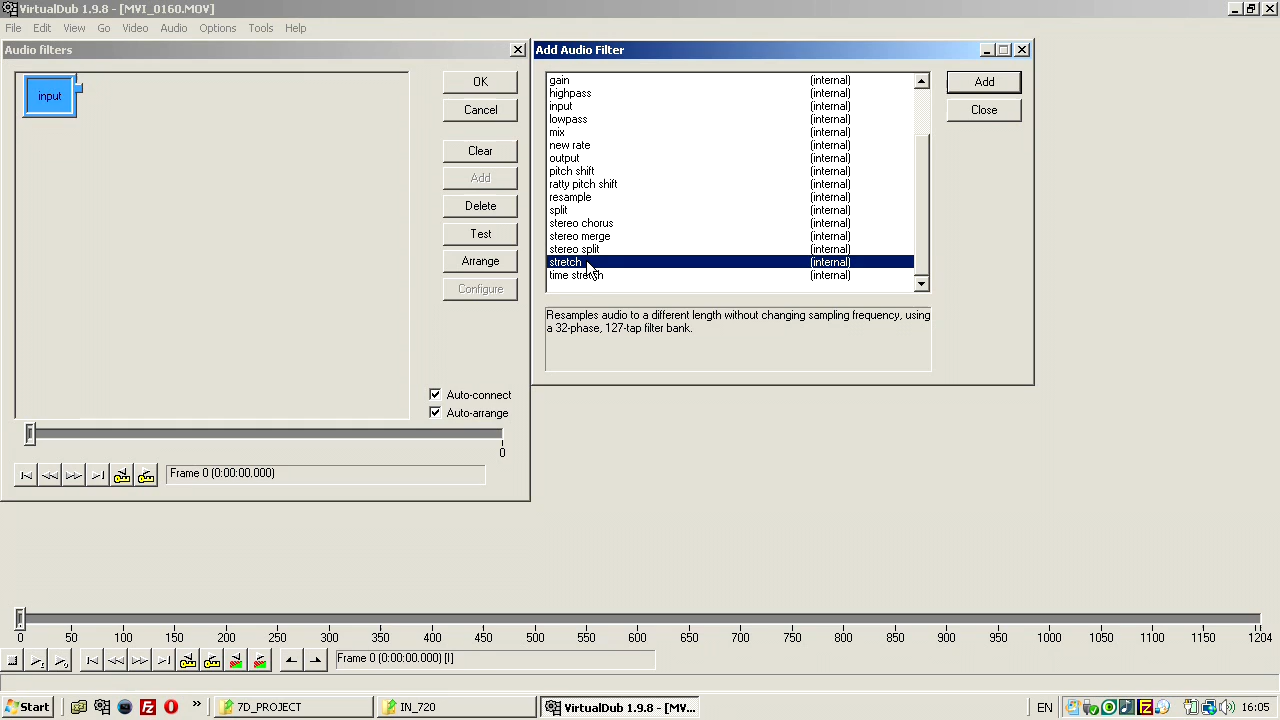 VirtualDub 1.9.8 - [MVI_0160.MOV]
File Edit View Go Video Audio Options Tools Help
Audio filters
input
OK
Cancel
Clear
Add
Delete
Test
Arrange
Configure
Auto-connect
Auto-arrange
0
Frame 0 (0:00:00.000)
Add Audio Filter
gain (internal)
highpass (internal)
input (internal)
lowpass (internal)
mix (internal)
new rate (internal)
output (internal)
pitch shift (internal)
ratty pitch shift (internal)
resample (internal)
split (internal)
stereo chorus (internal)
stereo merge (internal)
stereo split (internal)
stretch (internal)
time stretch (internal)
Add
Close
Resamples audio to a different length without changing sampling frequency, using
a 32-phase, 127-tap filter bank.
0 50 100 150 200 250 300 350 400 450 500 550 600 650 700 750 800 850 900 950 1000 1050 1100 1150 1204
Frame 0 (0:00:00.000) [I]
Start
7D_PROJECT
IN_720
VirtualDub 1.9.8 - [MV...
EN
16:05